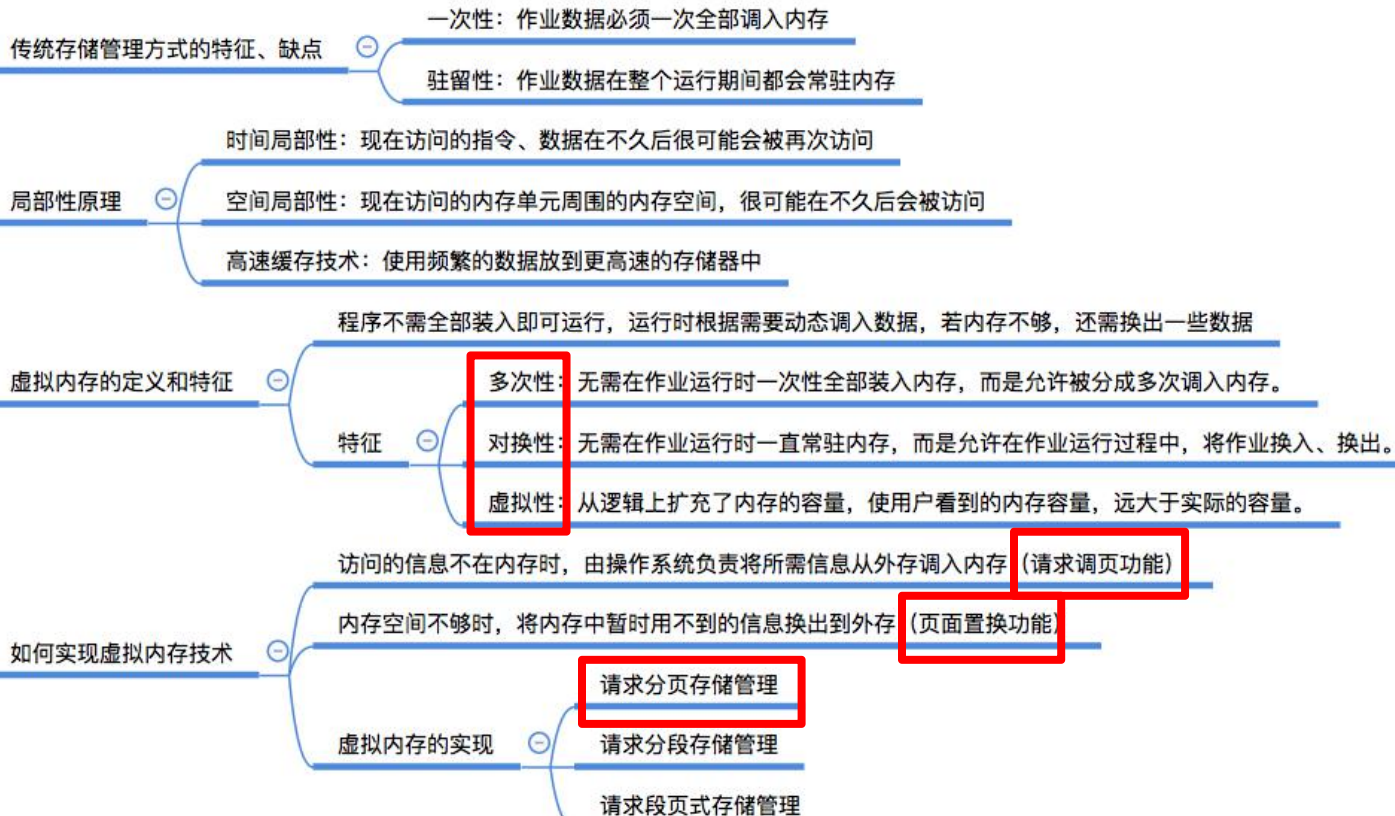 传统存储管理方式的特征、缺点
一次性：作业数据必须一次全部调入内存
驻留性：作业数据在整个运行期间都会常驻内存
局部性原理
时间局部性：现在访问的指令、数据在不久后很可能会被再次访问
空间局部性：现在访问的内存单元周围的内存空间，很可能在不久后会被访问
高速缓存技术：使用频繁的数据放到更高速的存储器中
虚拟内存的定义和特征
程序不需全部装入即可运行，运行时根据需要动态调入数据，若内存不够，还需换出一些数据
特征
多次性：无需在作业运行时一次性全部装入内存，而是允许被分成多次调入内存。
对换性：无需在作业运行时一直常驻内存，而是允许在作业运行过程中，将作业换入、换出。
虚拟性：从逻辑上扩充了内存的容量，使用户看到的内存容量，远大于实际的容量。
如何实现虚拟内存技术
访问的信息不在内存时，由操作系统负责将所需信息从外存调入内存（请求调页功能）
内存空间不够时，将内存中暂时用不到的信息换出到外存（页面置换功能）
虚拟内存的实现
请求分页存储管理
请求分段存储管理
请求段页式存储管理